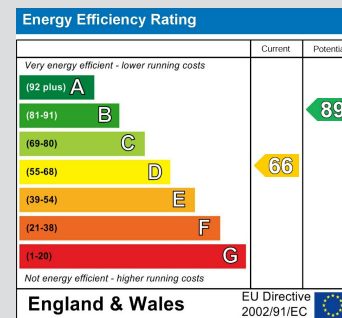 Energy Efficiency Rating
Current
Very energy efficient - lower running costs
(92 plus) A
(81-91) B
89
(69-80) C
(55-68) D
66
(39-54) E
(21-38) F
(1-20) G
Not energy efficient - higher running costs
England & Wales
EU Directive
2002/91/EC